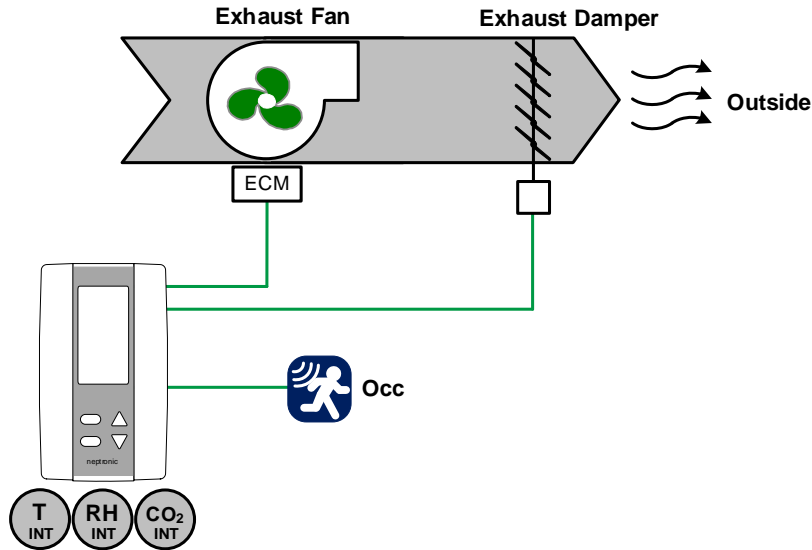 Exhaust Fan
Exhaust Damper
Outside
ECM
Occ
neptronic
T
INT
RH
INT
CO₂
INT